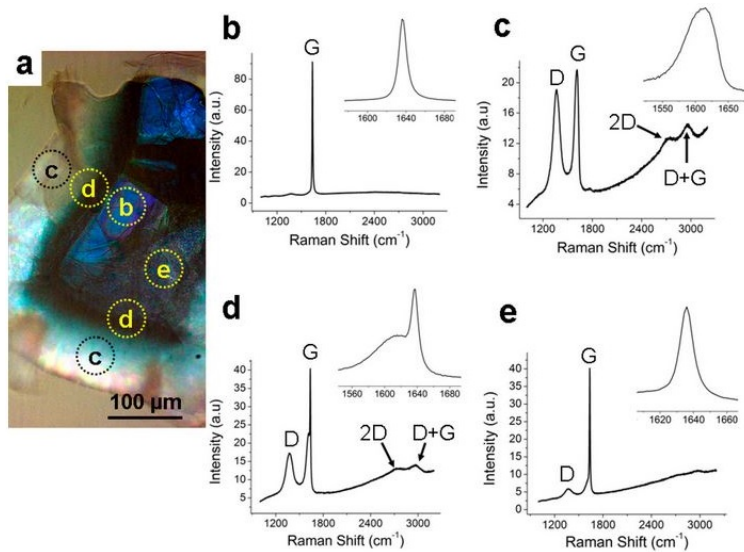 a
c
d
b
e
d
c
100 µm
b
G
80
60
40
20
0
Intensity (a.u.)
1200 1800 2400 3000
Raman Shift (cm-1)
1600 1640 1680
c
D
G
2D
D+G
20
16
12
8
4
Intensity (a.u.)
1200 1800 2400 3000
Raman Shift (cm-1)
1550 1600 1650
d
G
D
2D
D+G
40
35
30
25
20
15
10
5
0
Intensity (a.u.)
1200 1800 2400 3000
Raman Shift (cm-1)
1560 1600 1640 1680
e
G
D
40
35
30
25
20
15
10
5
0
Intensity (a.u)
1200 1800 2400 3000
Raman Shift (cm-1)
1620 1640 1660